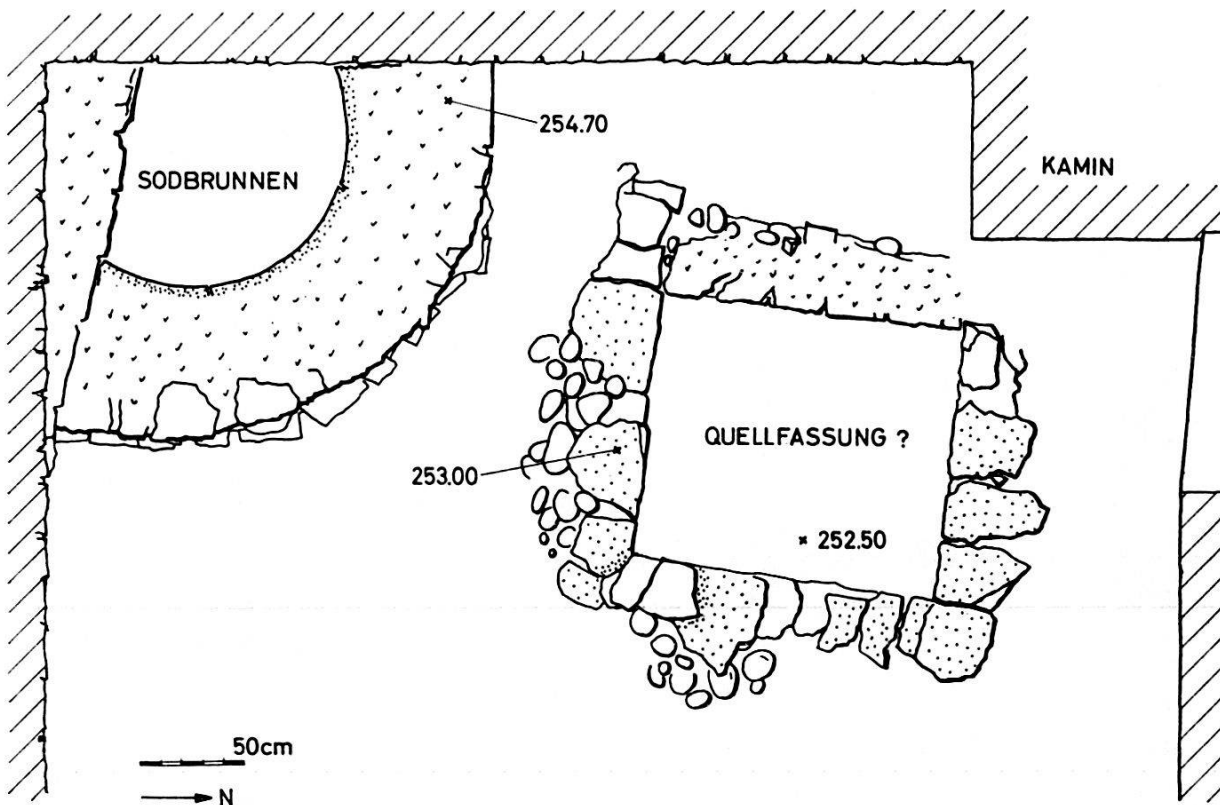 254.70
KAMIN
SODBRUNNEN
QUELLFASSUNG ?
253.00
252.50
50cm
N